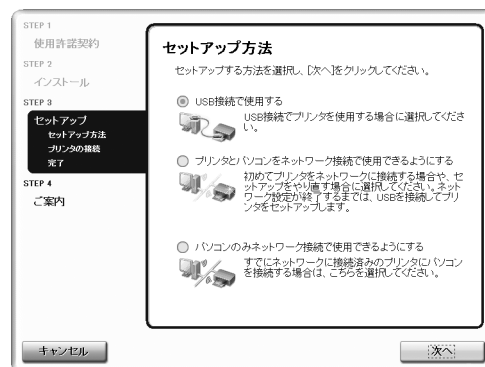 STEP 1
使用許諾契約
STEP 2
インストール
STEP 3
セットアップ
セットアップ方法
プリンタの接続
完了
STEP 4
ご案内
セットアップ方法
セットアップする方法を選択し、[次へ]をクリックしてください。
USB接続で使用する
USB接続でプリンタを使用する場合に選択してくださ
い。
プリンタとパソコンをネットワーク接続で使用できるようにする
初めてプリンタをネットワークに接続する場合や、セ
ットアップをやり直す場合に選択してください。ネット
ワーク設定が終了するまでは、USBを接続してプリ
ンタをセットアップします。
パソコンのみネットワーク接続で使用できるようにする
すでにネットワークに接続済みのプリンタにパソコン
を接続する場合は、こちらを選択してください。
キャンセル
次へ